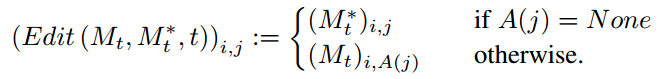 (Edit (M_t, M_t^*, t))_{i,j} := { (M_t^*)_{i,j} if A(j) = None
(M_t)_{i,A(j)} otherwise.